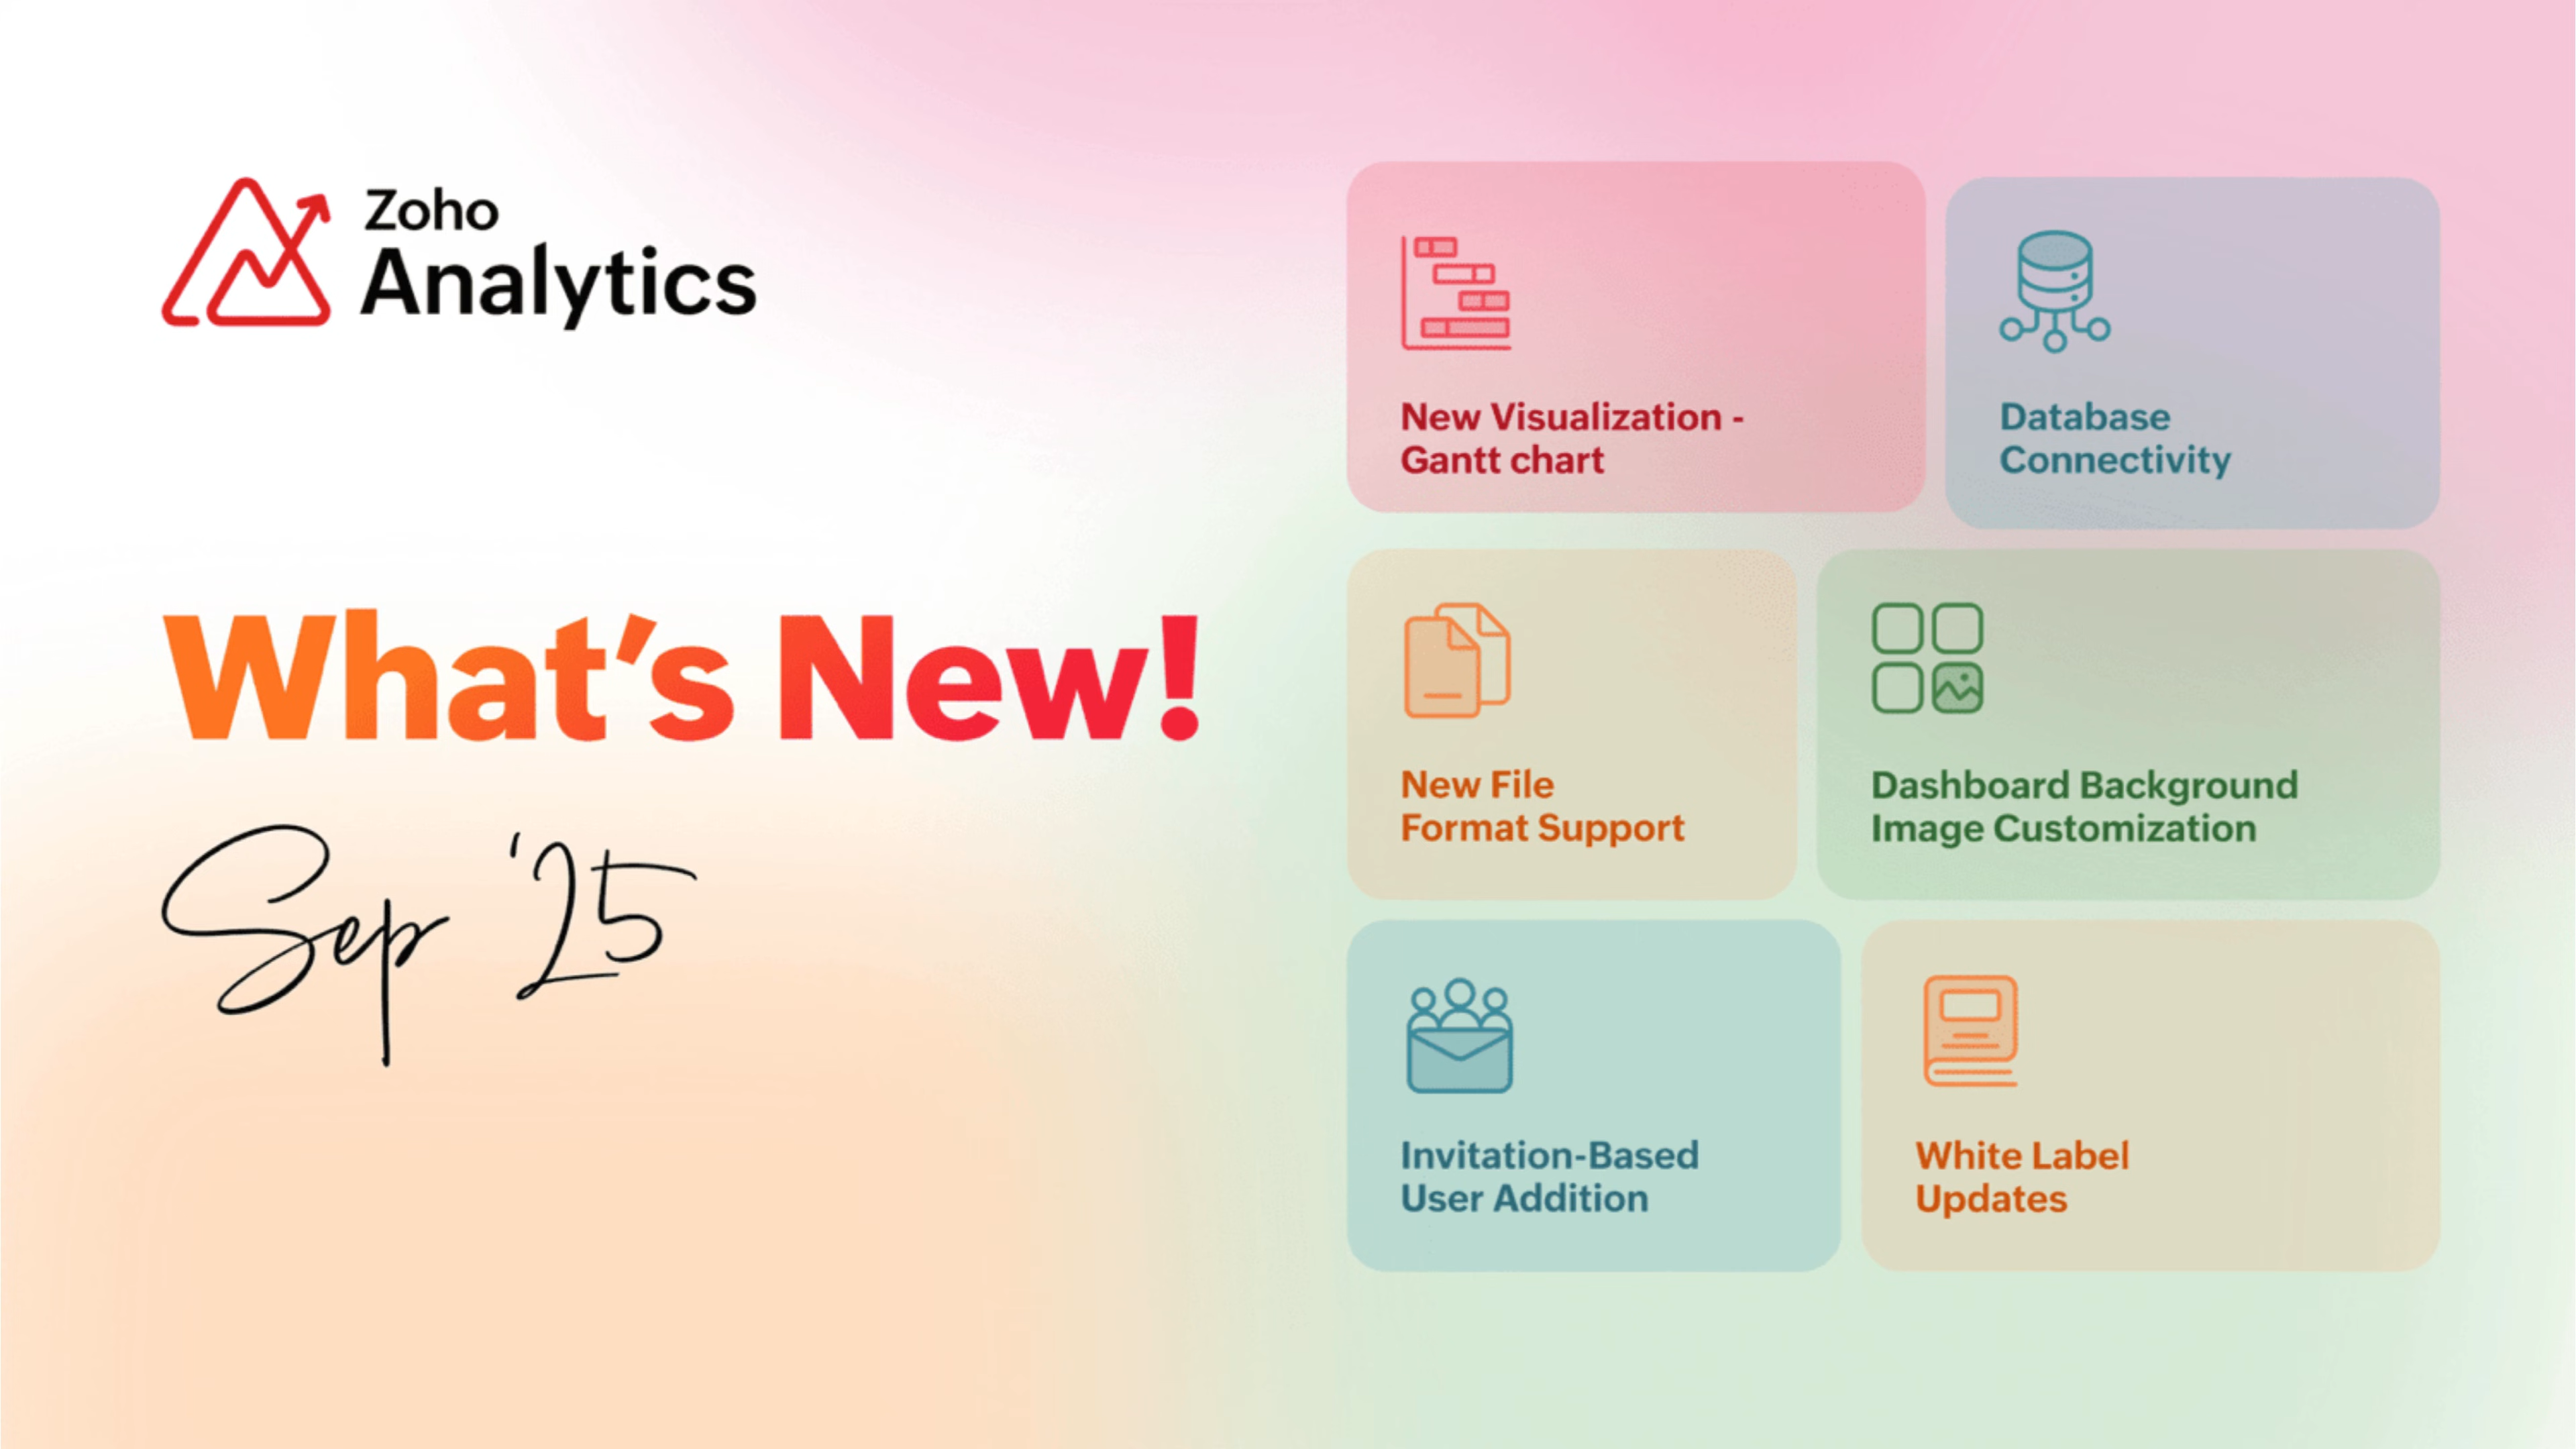 Zoho
Analytics
What's New!
Sep '25
New Visualization -
Gantt chart
Database
Connectivity
New File
Format Support
Dashboard Background
Image Customization
Invitation-Based
User Addition
White Label
Updates